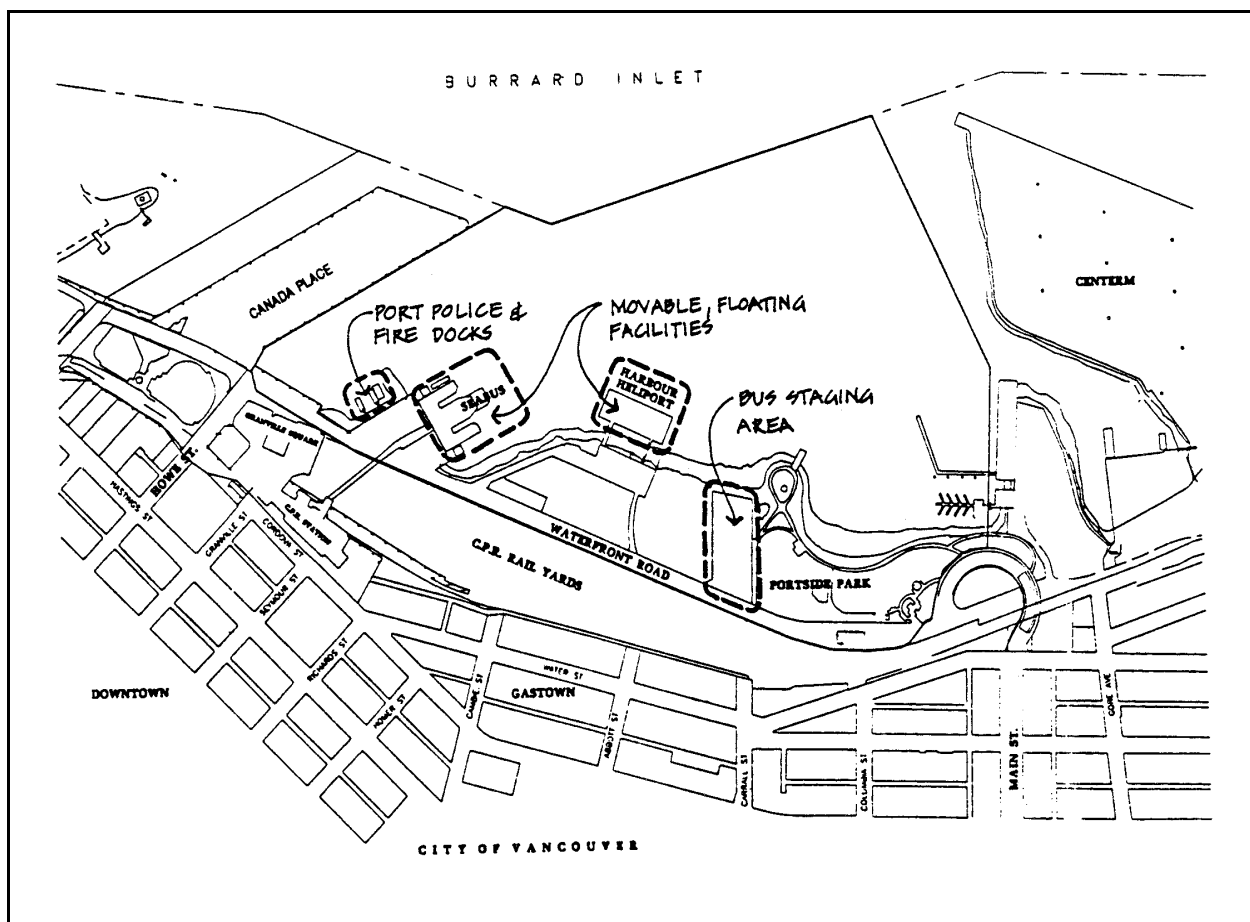 BURRARD INLET
CANADA PLACE
CENTERM
PORT POLICE &
FIRE DOCKS
MOVABLE, FLOATING
FACILITIES
HARBOUR
HELIPORT
SEABUS
BUS STAGING
AREA
GRANVILLE SQUARE
HOWE ST.
HASTINGS ST
GRANVILLE ST
CORDOVA ST
C.P.R. STATION
SEYMOUR ST
WATERFRONT ROAD
C.P.R. RAIL YARDS
PORTSIDE PARK
RICHARDS ST
HOMER ST
WATER ST
DOWNTOWN
GASTOWN
CAMBIE ST
ABBOTT ST
CARRALL ST
COLUMBIA ST
MAIN ST.
GORE AVE
CITY OF VANCOUVER